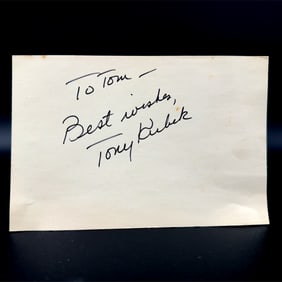 To Tom —
Best wishes,
Tony Kubek